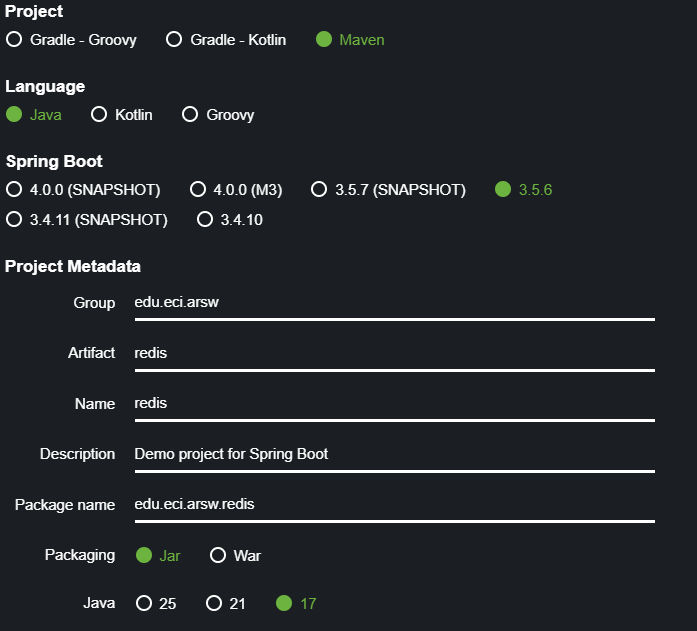 Project
Gradle - Groovy Gradle - Kotlin Maven
Language
Java Kotlin Groovy
Spring Boot
4.0.0 (SNAPSHOT) 4.0.0 (M3) 3.5.7 (SNAPSHOT) 3.5.6
3.4.11 (SNAPSHOT) 3.4.10
Project Metadata
Group edu.eci.arsw
Artifact redis
Name redis
Description Demo project for Spring Boot
Package name edu.eci.arsw.redis
Packaging Jar War
Java 25 21 17